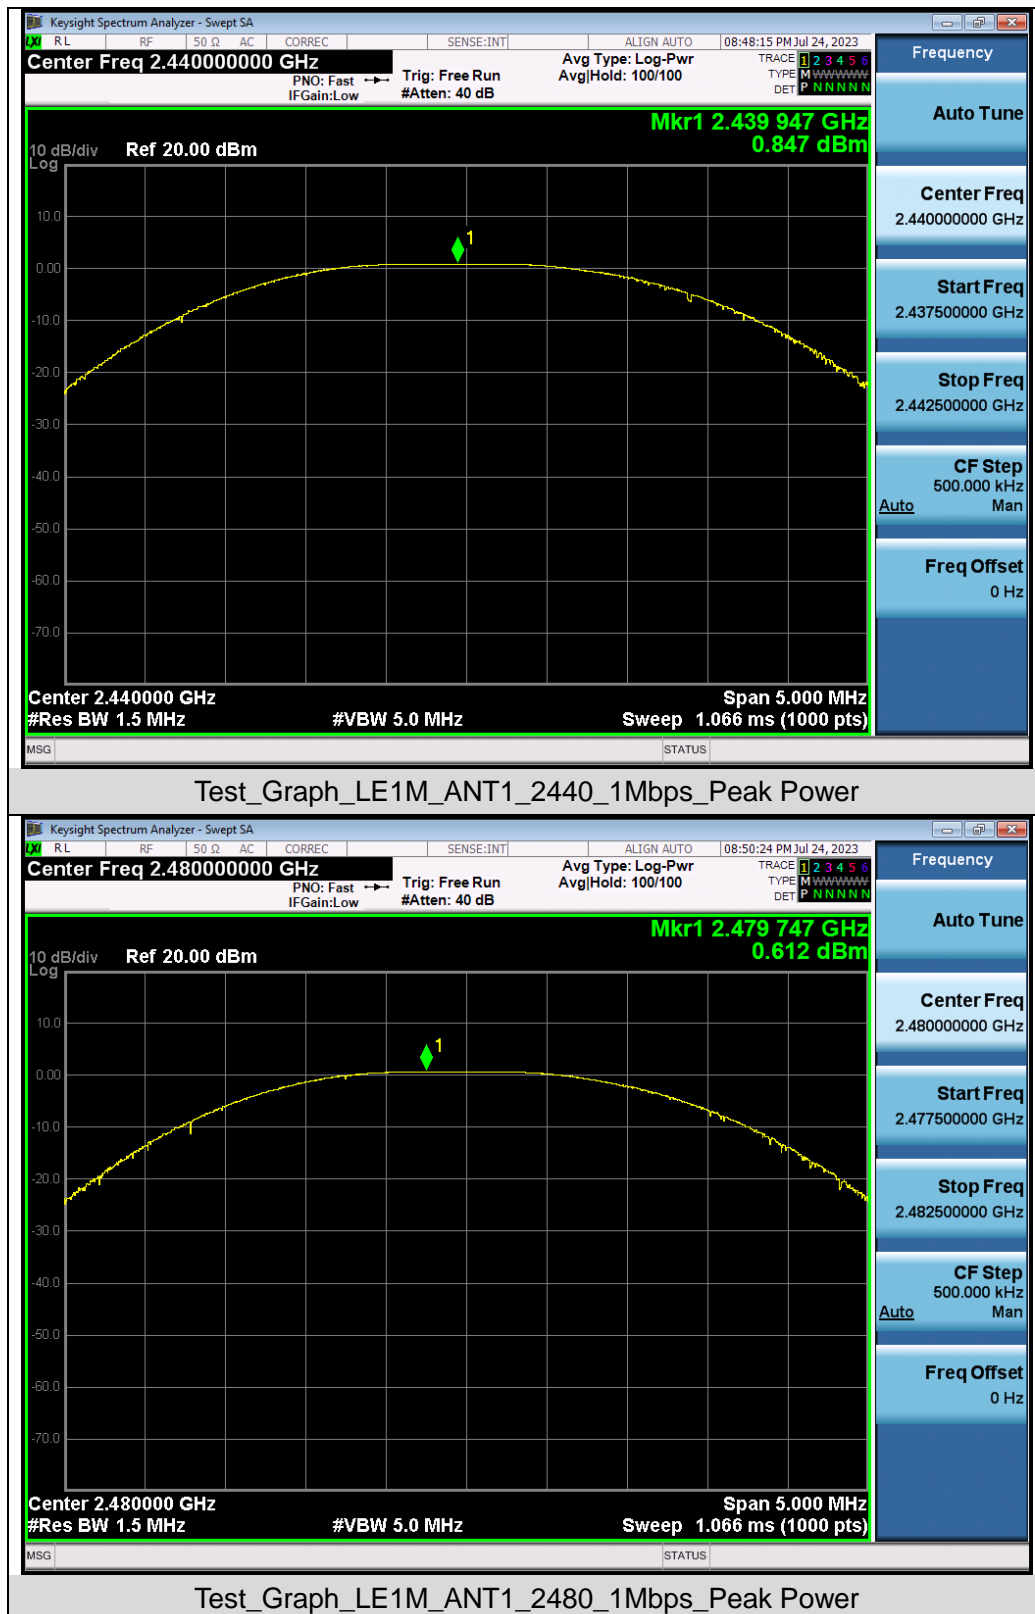 Keysight Spectrum Analyzer - Swept SA
LXI RL RF 50 Ω AC CORREC SENSE:INT ALIGN AUTO 08:48:15 PM Jul 24, 2023
Center Freq 2.440000000 GHz
PNO: Fast
IFGain:Low
Trig: Free Run
#Atten: 40 dB
Avg Type: Log-Pwr
Avg|Hold: 100/100
TRACE 1 2 3 4 5 6
TYPE M WWWWW
DET P N N N N N
Mkr1 2.439 947 GHz
0.847 dBm
10 dB/div Ref 20.00 dBm
Log
10.0
0.00
-10.0
-20.0
-30.0
-40.0
-50.0
-60.0
-70.0
Center 2.440000 GHz Span 5.000 MHz
#Res BW 1.5 MHz #VBW 5.0 MHz Sweep 1.066 ms (1000 pts)
MSG STATUS
Frequency
Auto Tune
Center Freq
2.440000000 GHz
Start Freq
2.437500000 GHz
Stop Freq
2.442500000 GHz
CF Step
500.000 kHz
Auto Man
Freq Offset
0 Hz
Test_Graph_LE1M_ANT1_2440_1Mbps_Peak Power
Keysight Spectrum Analyzer - Swept SA
LXI RL RF 50 Ω AC CORREC SENSE:INT ALIGN AUTO 08:50:24 PM Jul 24, 2023
Center Freq 2.480000000 GHz
PNO: Fast
IFGain:Low
Trig: Free Run
#Atten: 40 dB
Avg Type: Log-Pwr
Avg|Hold: 100/100
TRACE 1 2 3 4 5 6
TYPE M WWWWW
DET P N N N N N
Mkr1 2.479 747 GHz
0.612 dBm
10 dB/div Ref 20.00 dBm
Log
1
10.0
0.00
-10.0
-20.0
-30.0
-40.0
-50.0
-60.0
-70.0
Center 2.480000 GHz Span 5.000 MHz
#Res BW 1.5 MHz #VBW 5.0 MHz Sweep 1.066 ms (1000 pts)
MSG STATUS
Frequency
Auto Tune
Center Freq
2.480000000 GHz
Start Freq
2.477500000 GHz
Stop Freq
2.482500000 GHz
CF Step
500.000 kHz
Auto Man
Freq Offset
0 Hz
Test_Graph_LE1M_ANT1_2480_1Mbps_Peak Power